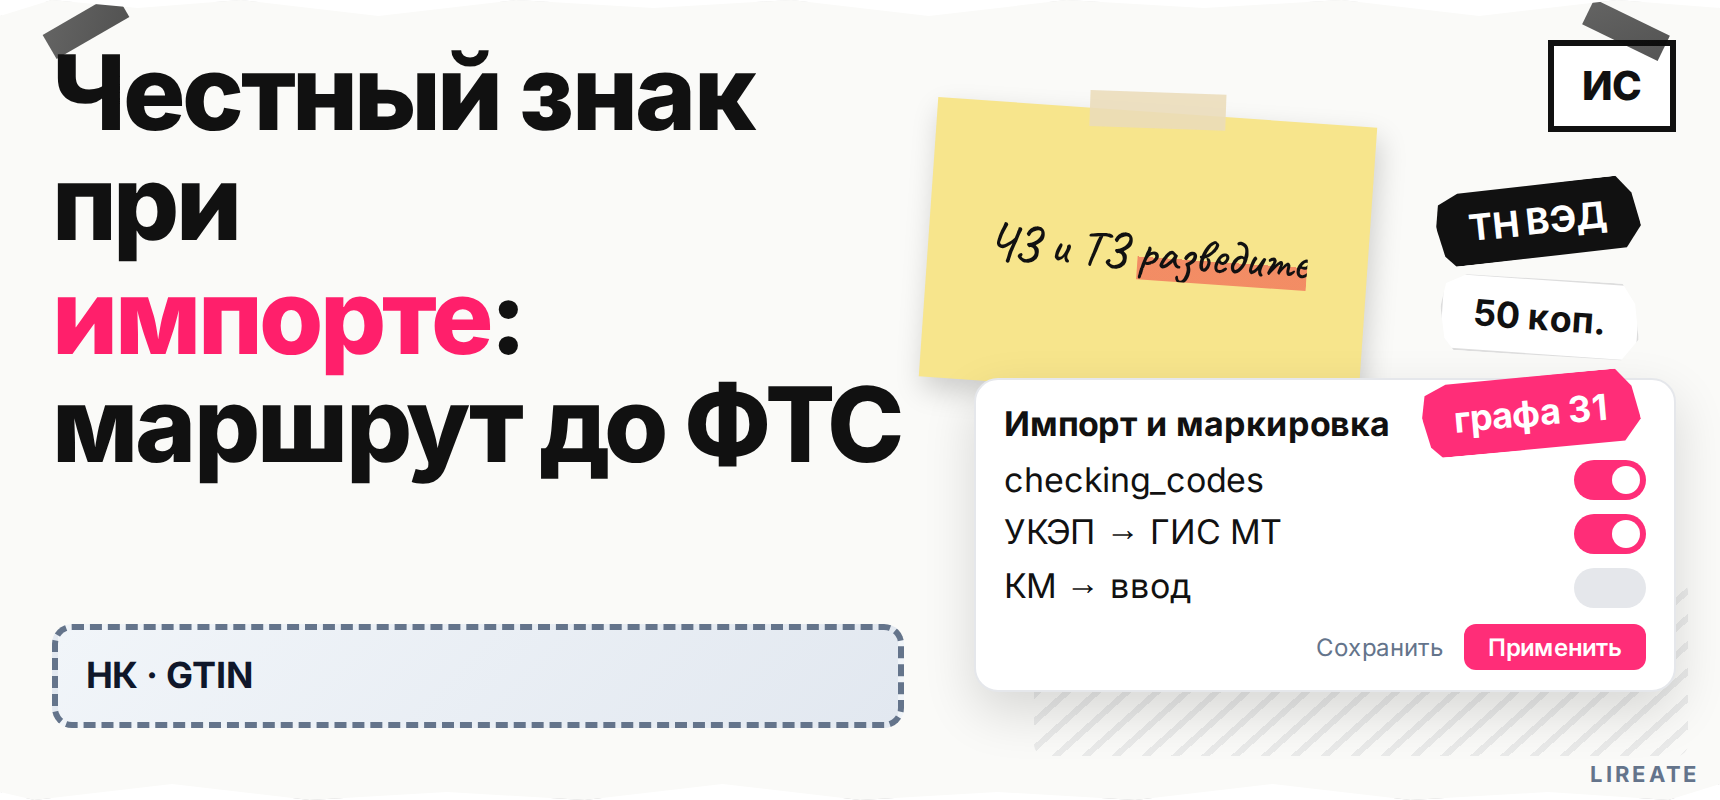 Честный знак
при
импорте:
маршрут до ФТС
НК · GTIN
ЧЗ и ТЗ разведите
ИС
ТН ВЭД
50 коп.
графа 31
Импорт и маркировка
checking_codes
УКЭП → ГИС МТ
КМ → ввод
Сохранить
Применить
LIREATE